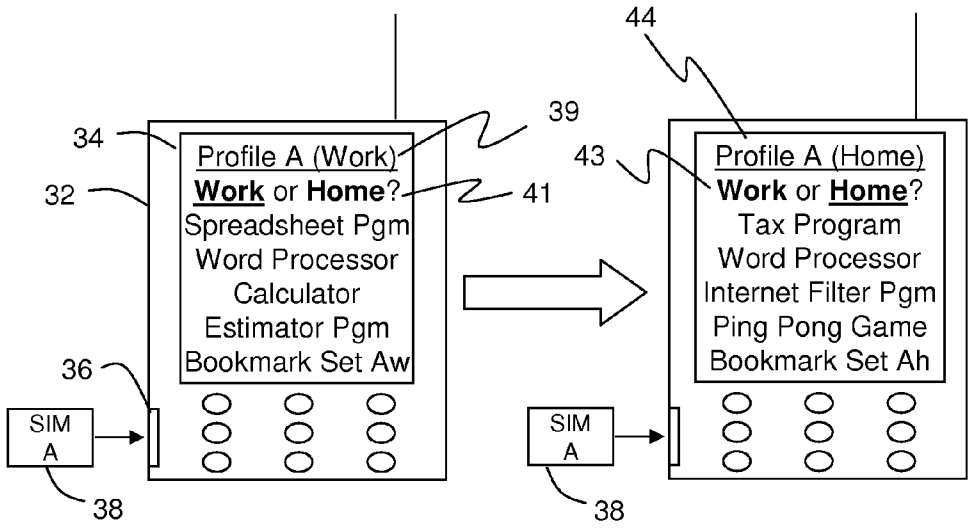 44
34
39
Profile A (Work)
Work or Home?
Spreadsheet Pgm
Word Processor
Calculator
Estimator Pgm
Bookmark Set Aw
32
41
36
SIM
A
38
43
Profile A (Home)
Work or Home?
Tax Program
Word Processor
Internet Filter Pgm
Ping Pong Game
Bookmark Set Ah
SIM
A
38